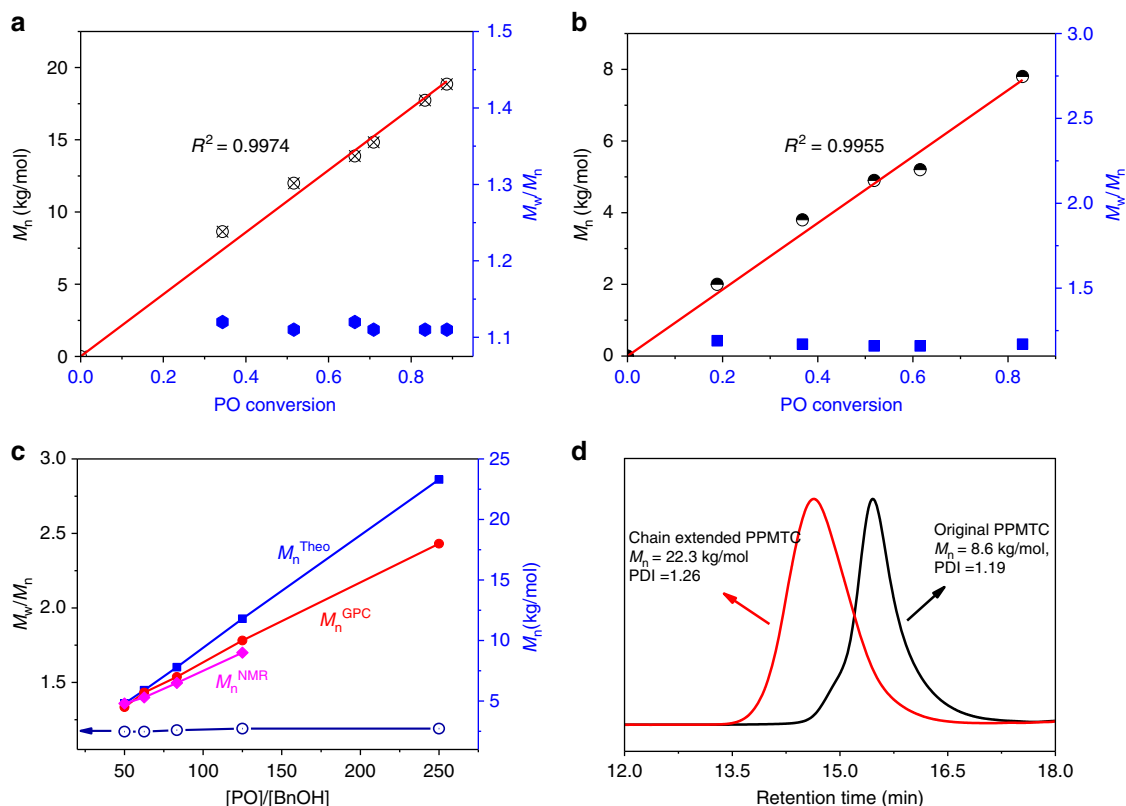 a
20
15
10
5
0
Mn (kg/mol)
R² = 0.9974
1.5
1.4
1.3
1.2
1.1
Mw/Mn
0.0 0.2 0.4 0.6 0.8
PO conversion
b
8
6
4
2
0
Mn (kg/mol)
R² = 0.9955
3.0
2.5
2.0
1.5
Mw/Mn
0.0 0.2 0.4 0.6 0.8
PO conversion
c
3.0
2.5
2.0
1.5
Mw/Mn
MnTheo
MnGPC
MnNMR
25
20
15
10
5
0
Mn(kg/mol)
50 100 150 200 250
[PO]/[BnOH]
d
Chain extended PPMTC
Mn = 22.3 kg/mol
PDI =1.26
Original PPMTC
Mn = 8.6 kg/mol,
PDI =1.19
12.0 13.5 15.0 16.5 18.0
Retention time (min)